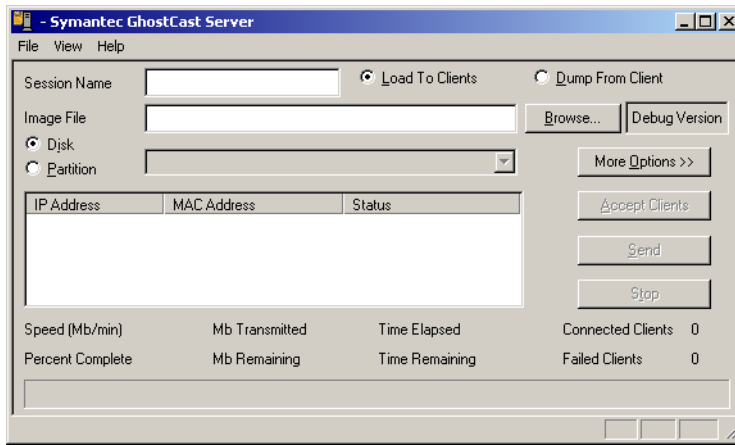 - Symantec GhostCast Server
File View Help
Session Name Load To Clients Dump From Client
Image File Browse... Debug Version
Disk
Partition More Options >>
IP Address MAC Address Status Accept Clients
Send
Stop
Speed (Mb/min) Mb Transmitted Time Elapsed Connected Clients 0
Percent Complete Mb Remaining Time Remaining Failed Clients 0